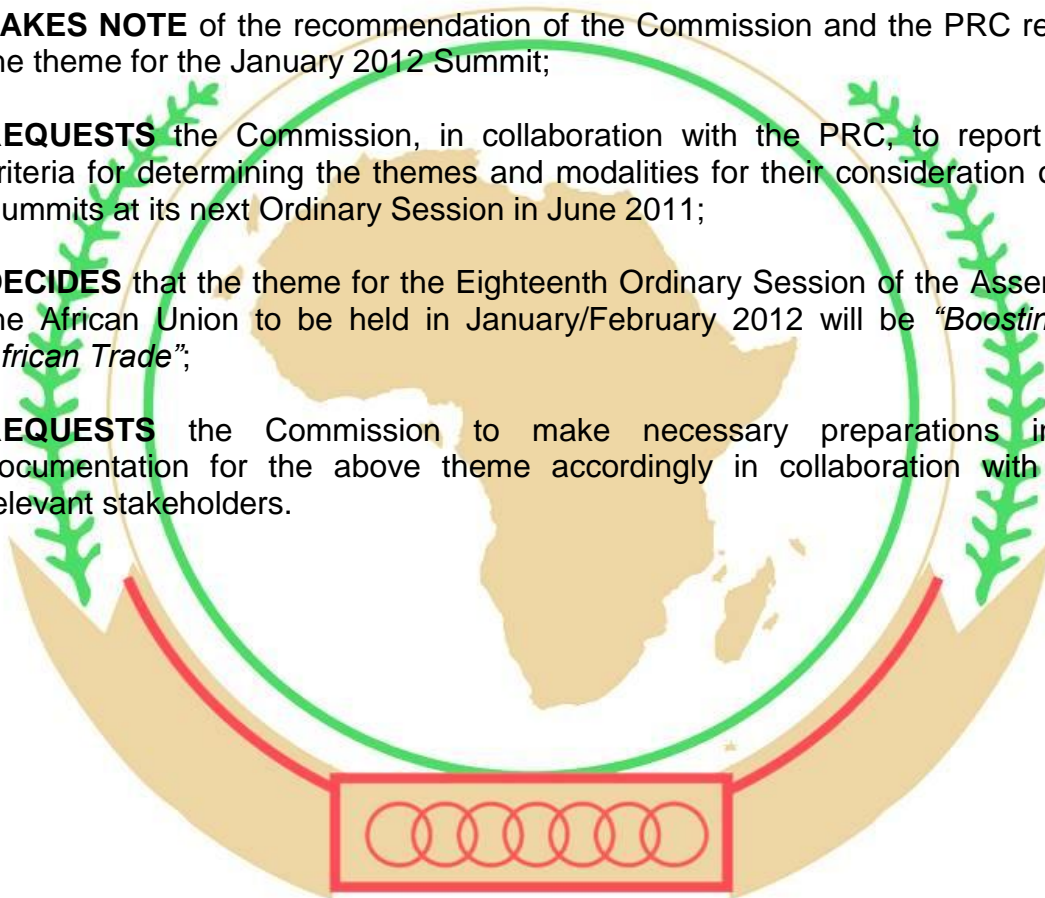 AKES NOTE of the recommendation of the Commission and the PRC re
he theme for the January 2012 Summit;
EQUESTS the Commission, in collaboration with the PRC, to report
riteria for determining the themes and modalities for their consideration o
ummits at its next Ordinary Session in June 2011;
DECIDES that the theme for the Eighteenth Ordinary Session of the Assem
he African Union to be held in January/February 2012 will be “Boostin
frican Trade”;
EQUESTS the Commission to make necessary preparations in
ocumentation for the above theme accordingly in collaboration with
elevant stakeholders.